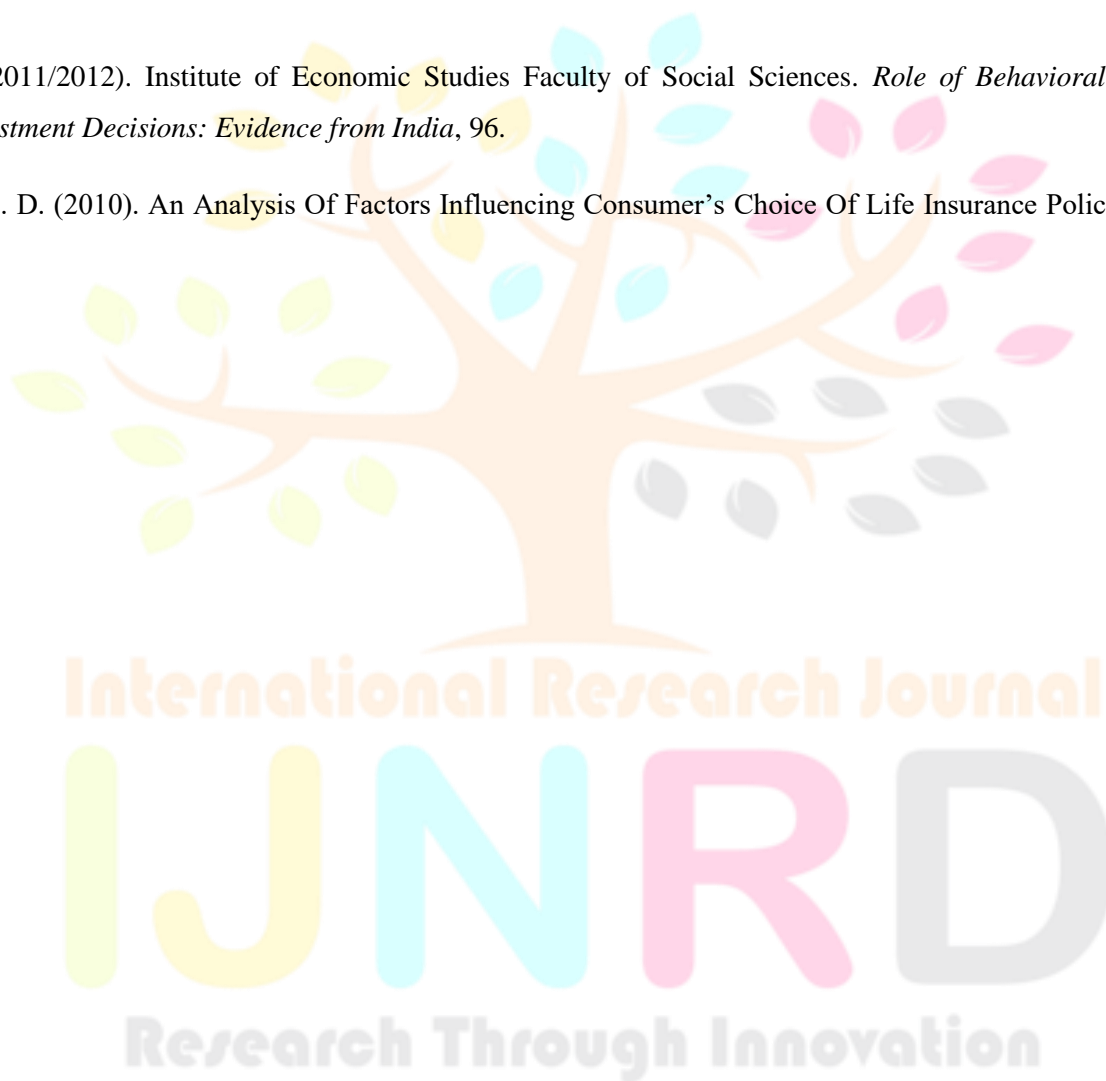 2011/2012). Institute of Economic Studies Faculty of Social Sciences. Role of Behavioral
stment Decisions: Evidence from India, 96.
. D. (2010). An Analysis Of Factors Influencing Consumer’s Choice Of Life Insurance Polic
International Research Journal
IJNRD
Research Through Innovation